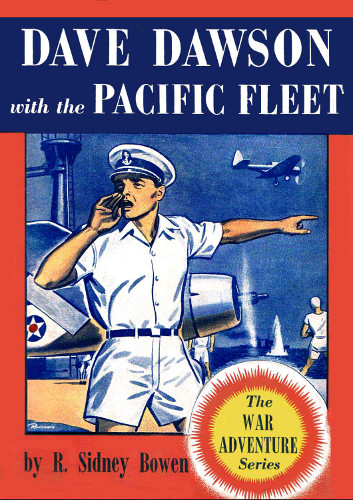 DAVE DAWSON
with the PACIFIC FLEET
by R. Sidney Bowen
The
WAR
ADVENTURE
Series